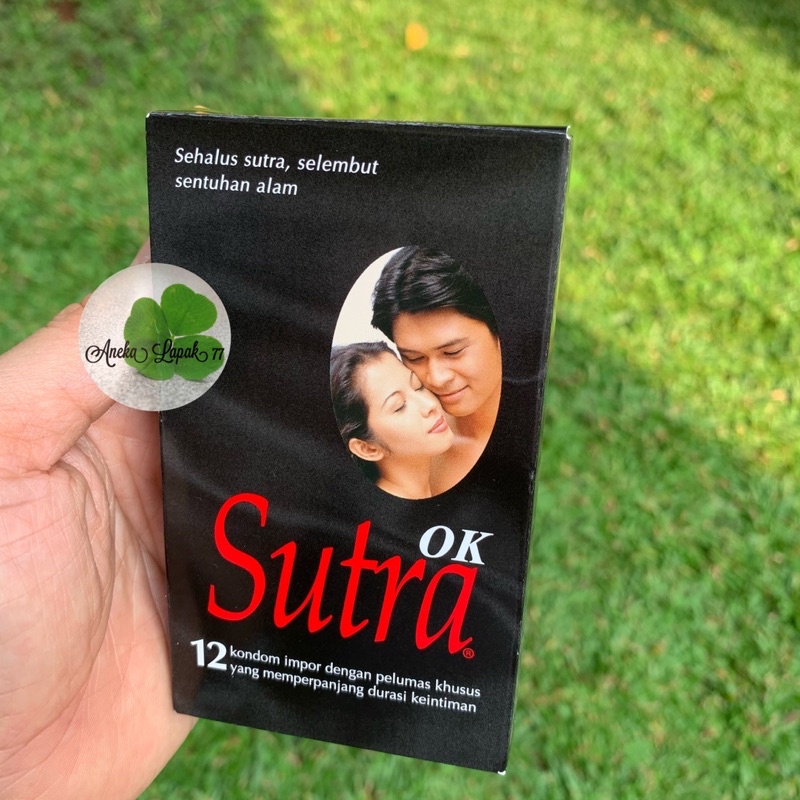 Sehalus sutra, selembut
sentuhan alam
Aneka Lapak 77
OK
Sutra®
12 kondom impor dengan pelumas khusus
yang memperpanjang durasi keintiman